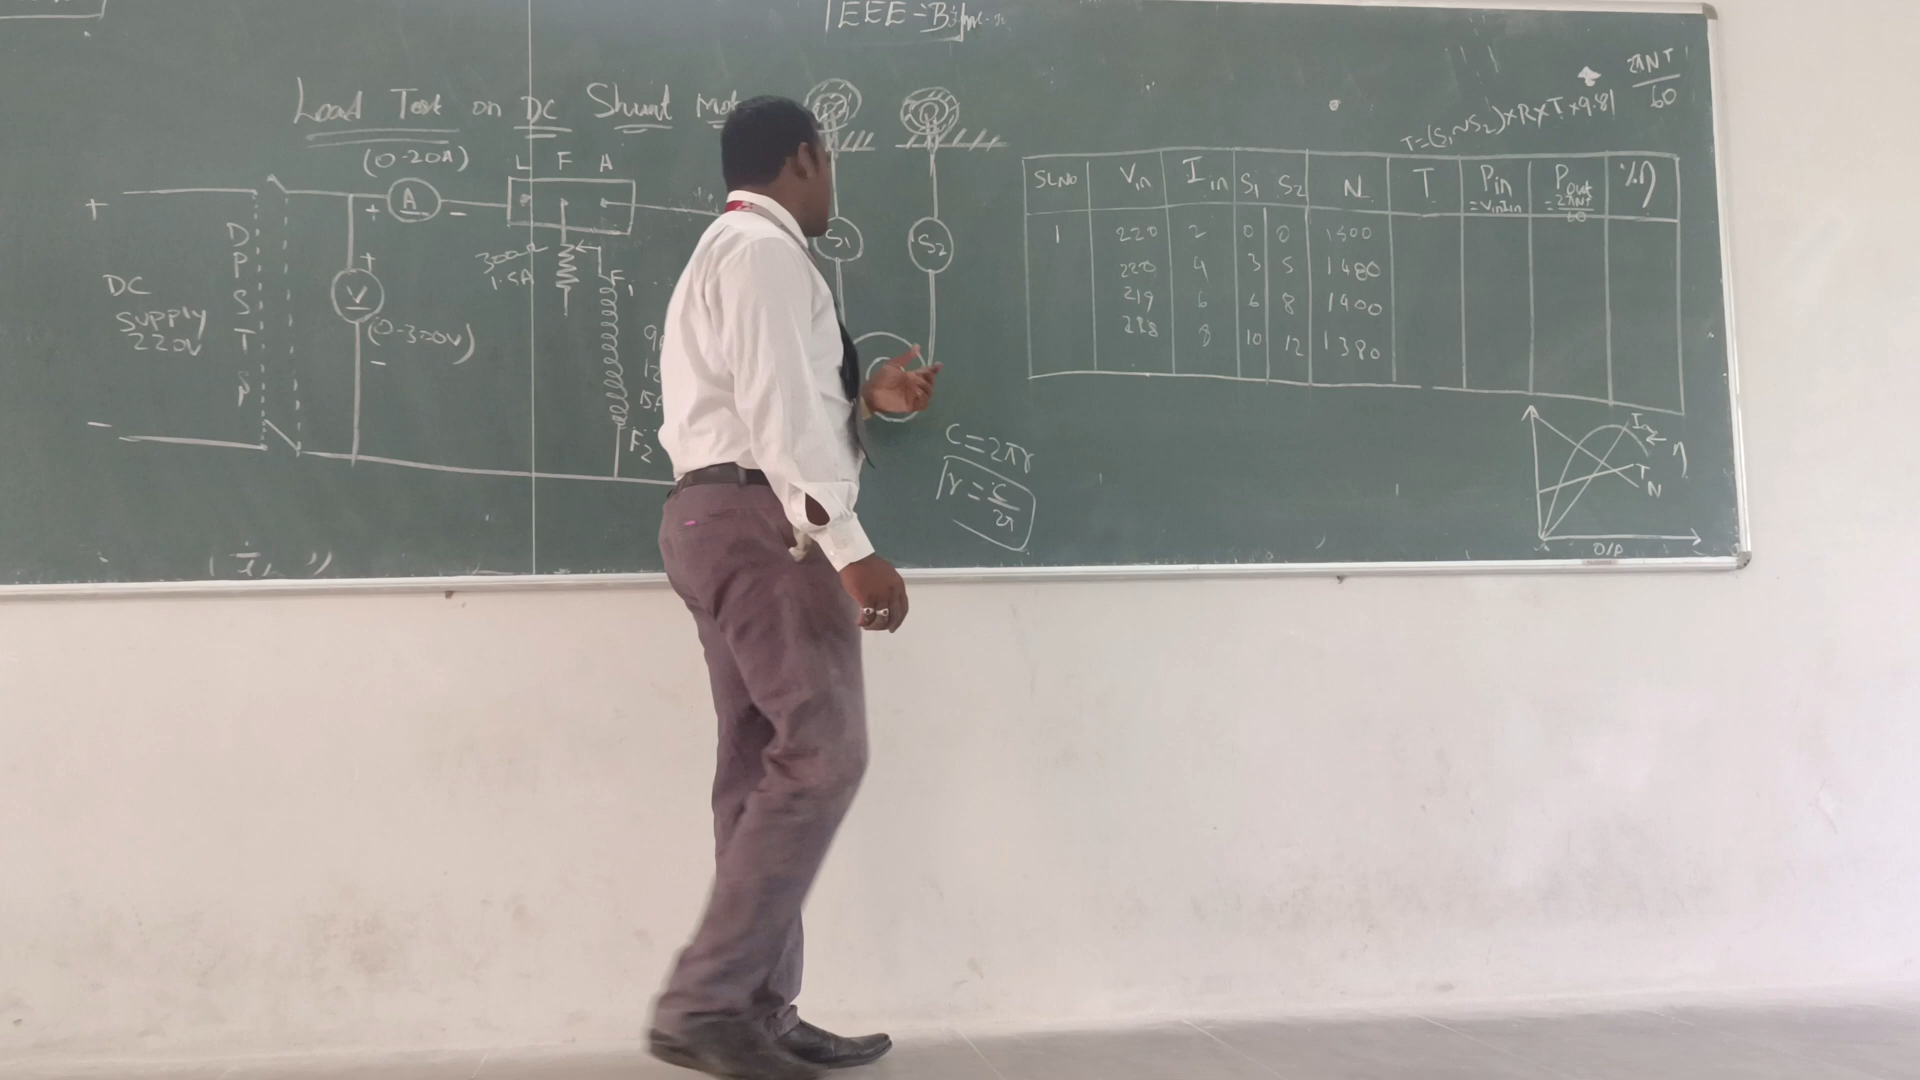 EEE-B
Load Test on DC Shunt Mot
(0-20A)
L F A
+
A
+ -
DC
Supply
220V
DPSTS
V
+
(0-300V)
-
300Ω
1.5A
F1
F2
-
S1
S2
C=2πr
r=C/2π
2πNT/60
T=(S1~S2)×R×T×9.81
SL.No Vin Iin S1 S2 N T Pin =VinIin Pout =2πNT/60 %η
1 220 2 0 0 1500
220 4 3 5 1480
219 6 6 8 1400
218 8 10 12 1380
Ia
η
T
N
O/P